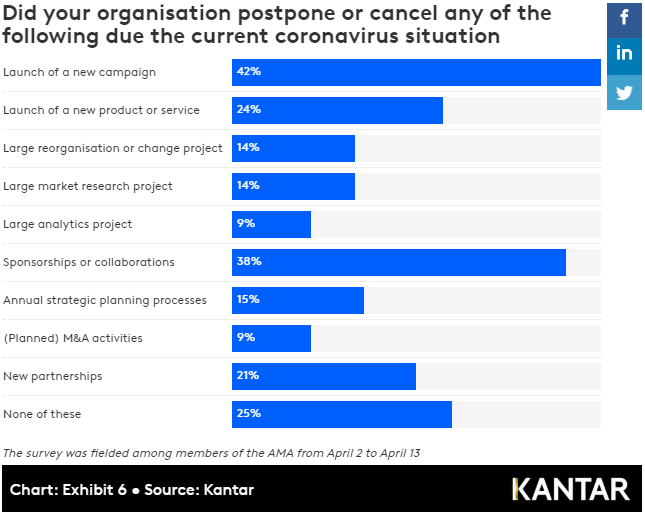 Did your organisation postpone or cancel any of the
following due the current coronavirus situation
f
in
Launch of a new campaign 42%
Launch of a new product or service 24%
Large reorganisation or change project 14%
Large market research project 14%
Large analytics project 9%
Sponsorships or collaborations 38%
Annual strategic planning processes 15%
(Planned) M&A activities 9%
New partnerships 21%
None of these 25%
The survey was fielded among members of the AMA from April 2 to April 13
Chart: Exhibit 6 • Source: Kantar
KANTAR